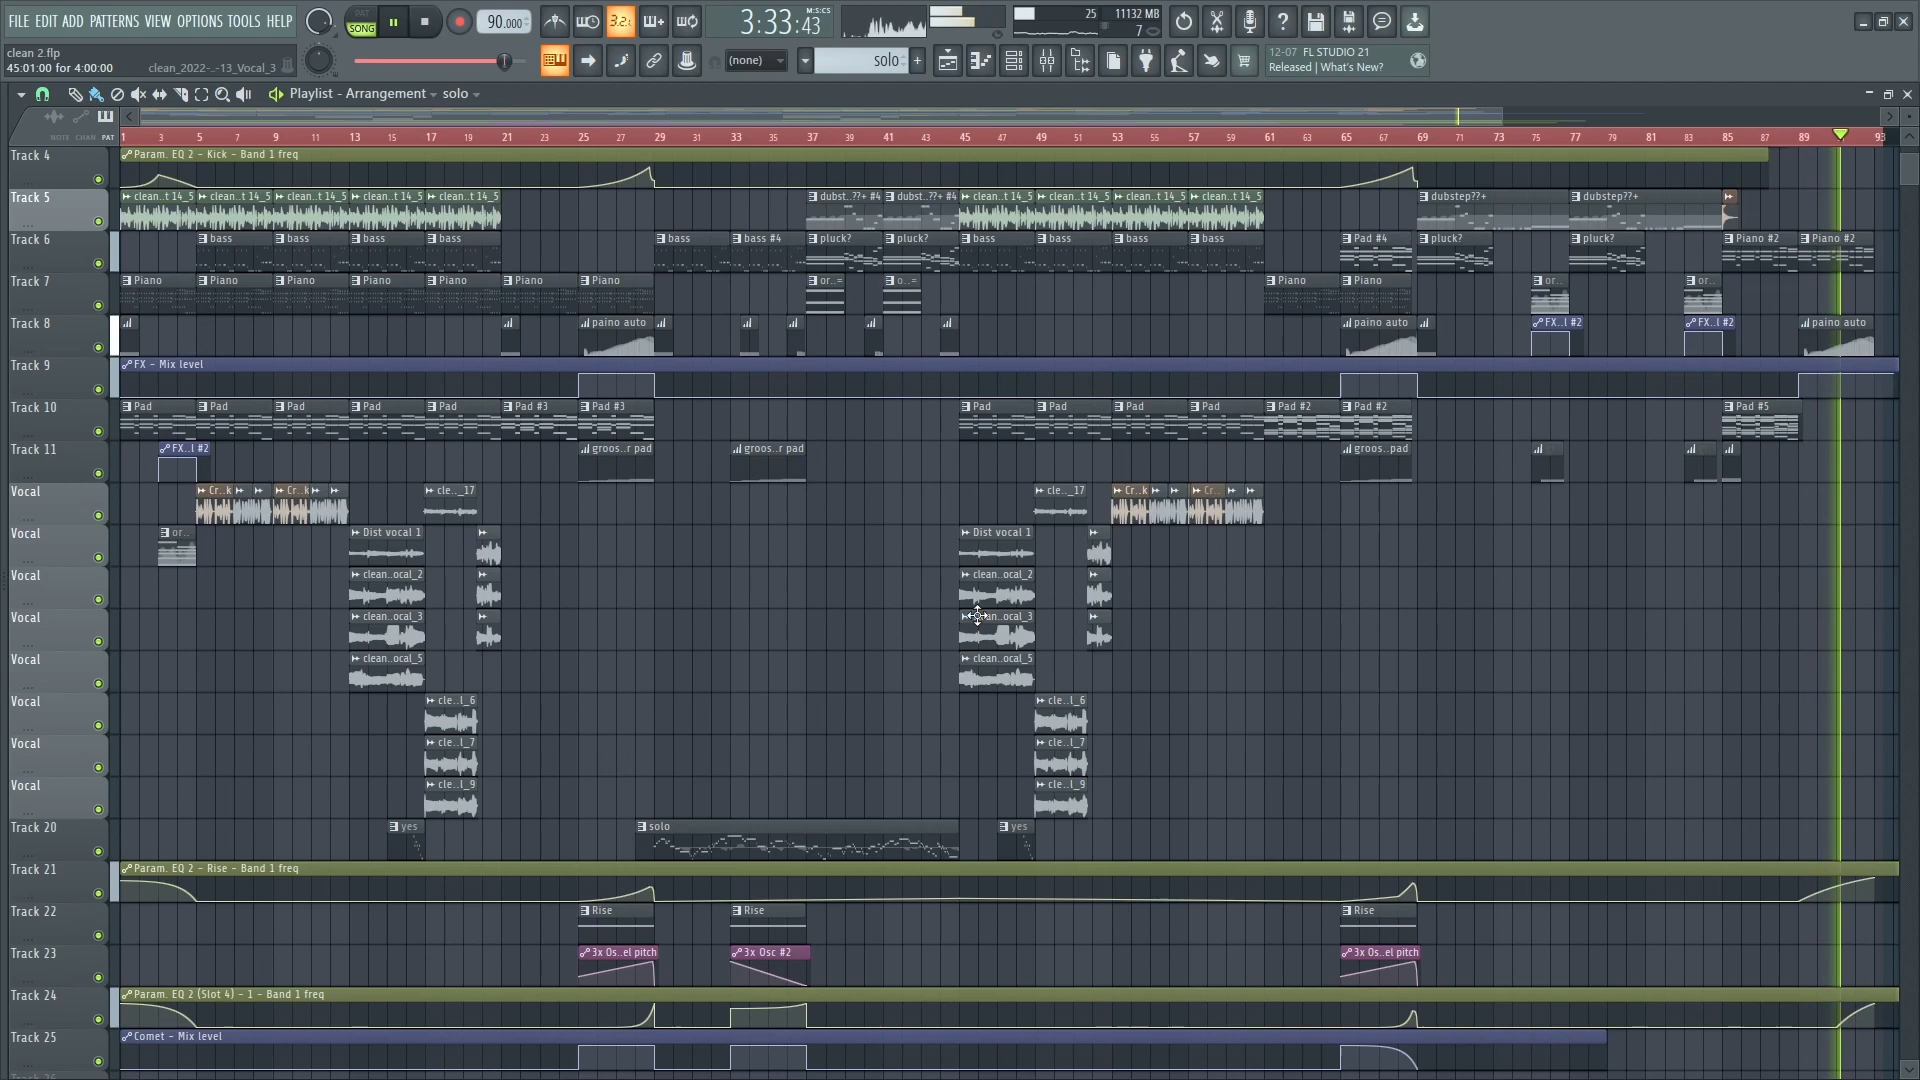 FILE EDIT ADD PATTERNS VIEW OPTIONS TOOLS HELP
PAT SONG 90.000 3.2: 3:33:43 M:S:CS 25 11132 MB 7
clean 2.flp
45:01:00 for 4:00:00 clean_2022-..-13_Vocal_3
(none) solo 12-07 FL STUDIO 21
Released | What's New?
Playlist - Arrangement solo
NOTE CHAN PAT
1 3 5 7 9 11 13 15 17 19 21 23 25 27 29 31 33 35 37 39 41 43 45 47 49 51 53 55 57 59 61 63 65 67 69 71 73 75 77 79 81 83 85 87 89 93
Track 4 Param. EQ 2 - Kick - Band 1 freq
Track 5 clean..t 14_5 clean..t 14_5 clean..t 14_5 clean..t 14_5 clean..t 14_5 dubst..??+ #4 dubst..??+ #4 clean..t 14_5 clean..t 14_5 clean..t 14_5 clean..t 14_5 dubstep??+ dubstep??+
Track 6 bass bass bass bass bass bass #4 pluck? pluck? bass bass bass bass Pad #4 pluck? pluck? Piano #2 Piano #2
Track 7 Piano Piano Piano Piano Piano Piano Piano or..= o..= Piano Piano or.. or..
Track 8 paino auto paino auto FX..l #2 FX..l #2 paino auto
Track 9 FX - Mix level
Track 10 Pad Pad Pad Pad Pad Pad #3 Pad #3 Pad Pad Pad Pad Pad #2 Pad #2 Pad #5
Track 11 FX..l #2 groos..r pad groos..r pad groos..pad
Vocal Cr..k Cr..k cle.._17 cle.._17 Cr..k Cr..
Vocal or.. Dist vocal 1 Dist vocal 1
Vocal clean..ocal_2 clean..ocal_2
Vocal clean..ocal_3 an..ocal_3
Vocal clean..ocal_5 clean..ocal_5
Vocal cle..l_6 cle..l_6
Vocal cle..l_7 cle..l_7
Vocal cle..l_9 cle..l_9
Track 20 yes solo yes
Track 21 Param. EQ 2 - Rise - Band 1 freq
Track 22 Rise Rise Rise
Track 23 3x Os..el pitch 3x Osc #2 3x Os..el pitch
Track 24 Param. EQ 2 (Slot 4) - 1 - Band 1 freq
Track 25 Comet - Mix level